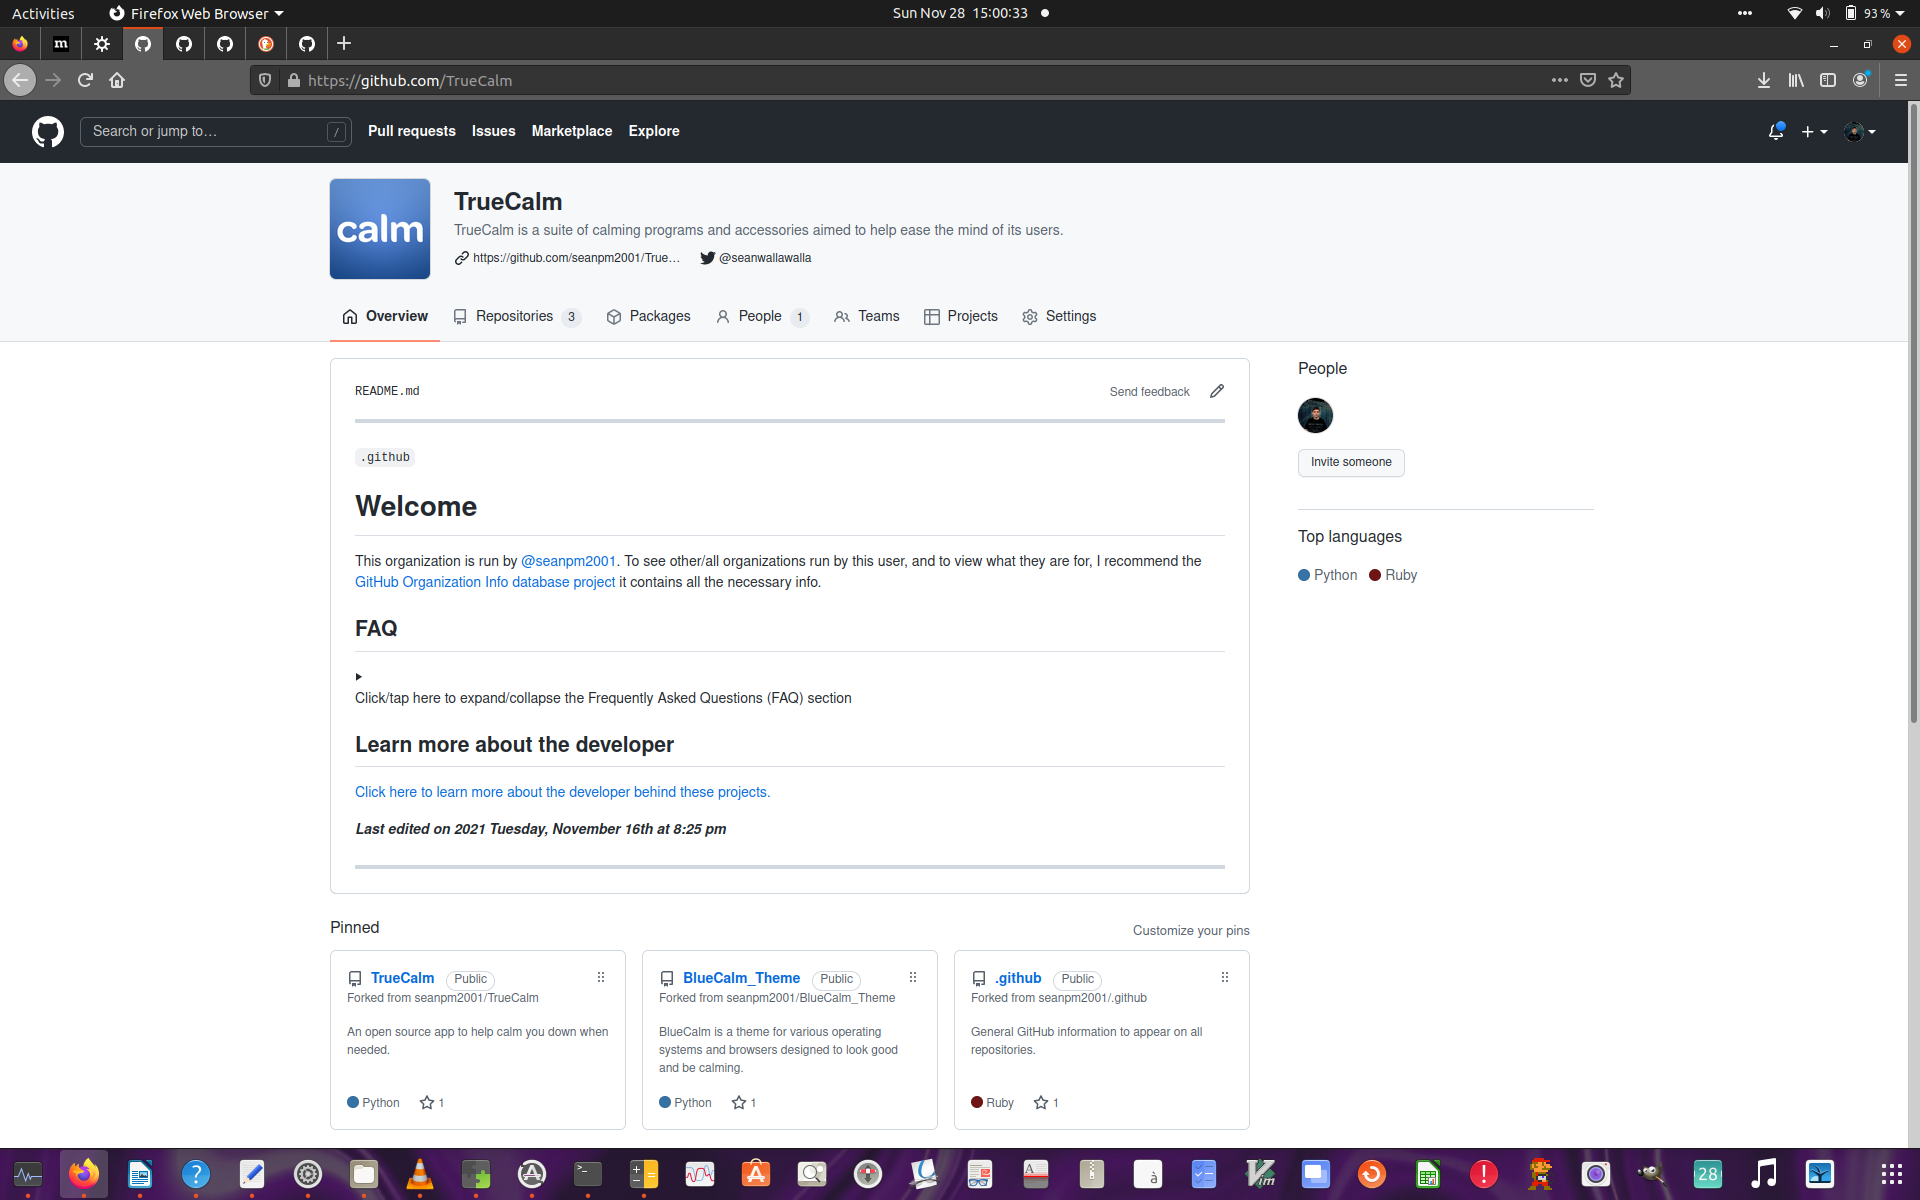 Activities
Firefox Web Browser
Sun Nov 28 15:00:33
93 %
m
https://github.com/TrueCalm
Search or jump to…
/
Pull requests
Issues
Marketplace
Explore
calm
TrueCalm
TrueCalm is a suite of calming programs and accessories aimed to help ease the mind of its users.
https://github.com/seanpm2001/True…
@seanwallawalla
Overview
Repositories 3
Packages
People 1
Teams
Projects
Settings
README.md
Send feedback
.github
Welcome
This organization is run by @seanpm2001. To see other/all organizations run by this user, and to view what they are for, I recommend the
GitHub Organization Info database project it contains all the necessary info.
FAQ
Click/tap here to expand/collapse the Frequently Asked Questions (FAQ) section
Learn more about the developer
Click here to learn more about the developer behind these projects.
Last edited on 2021 Tuesday, November 16th at 8:25 pm
People
Invite someone
Top languages
Python
Ruby
Pinned
Customize your pins
TrueCalm Public
Forked from seanpm2001/TrueCalm
An open source app to help calm you down when
needed.
Python
1
BlueCalm_Theme Public
Forked from seanpm2001/BlueCalm_Theme
BlueCalm is a theme for various operating
systems and browsers designed to look good
and be calming.
Python
1
.github Public
Forked from seanpm2001/.github
General GitHub information to appear on all
repositories.
Ruby
1
?
>_
A
à
Vim
!
28